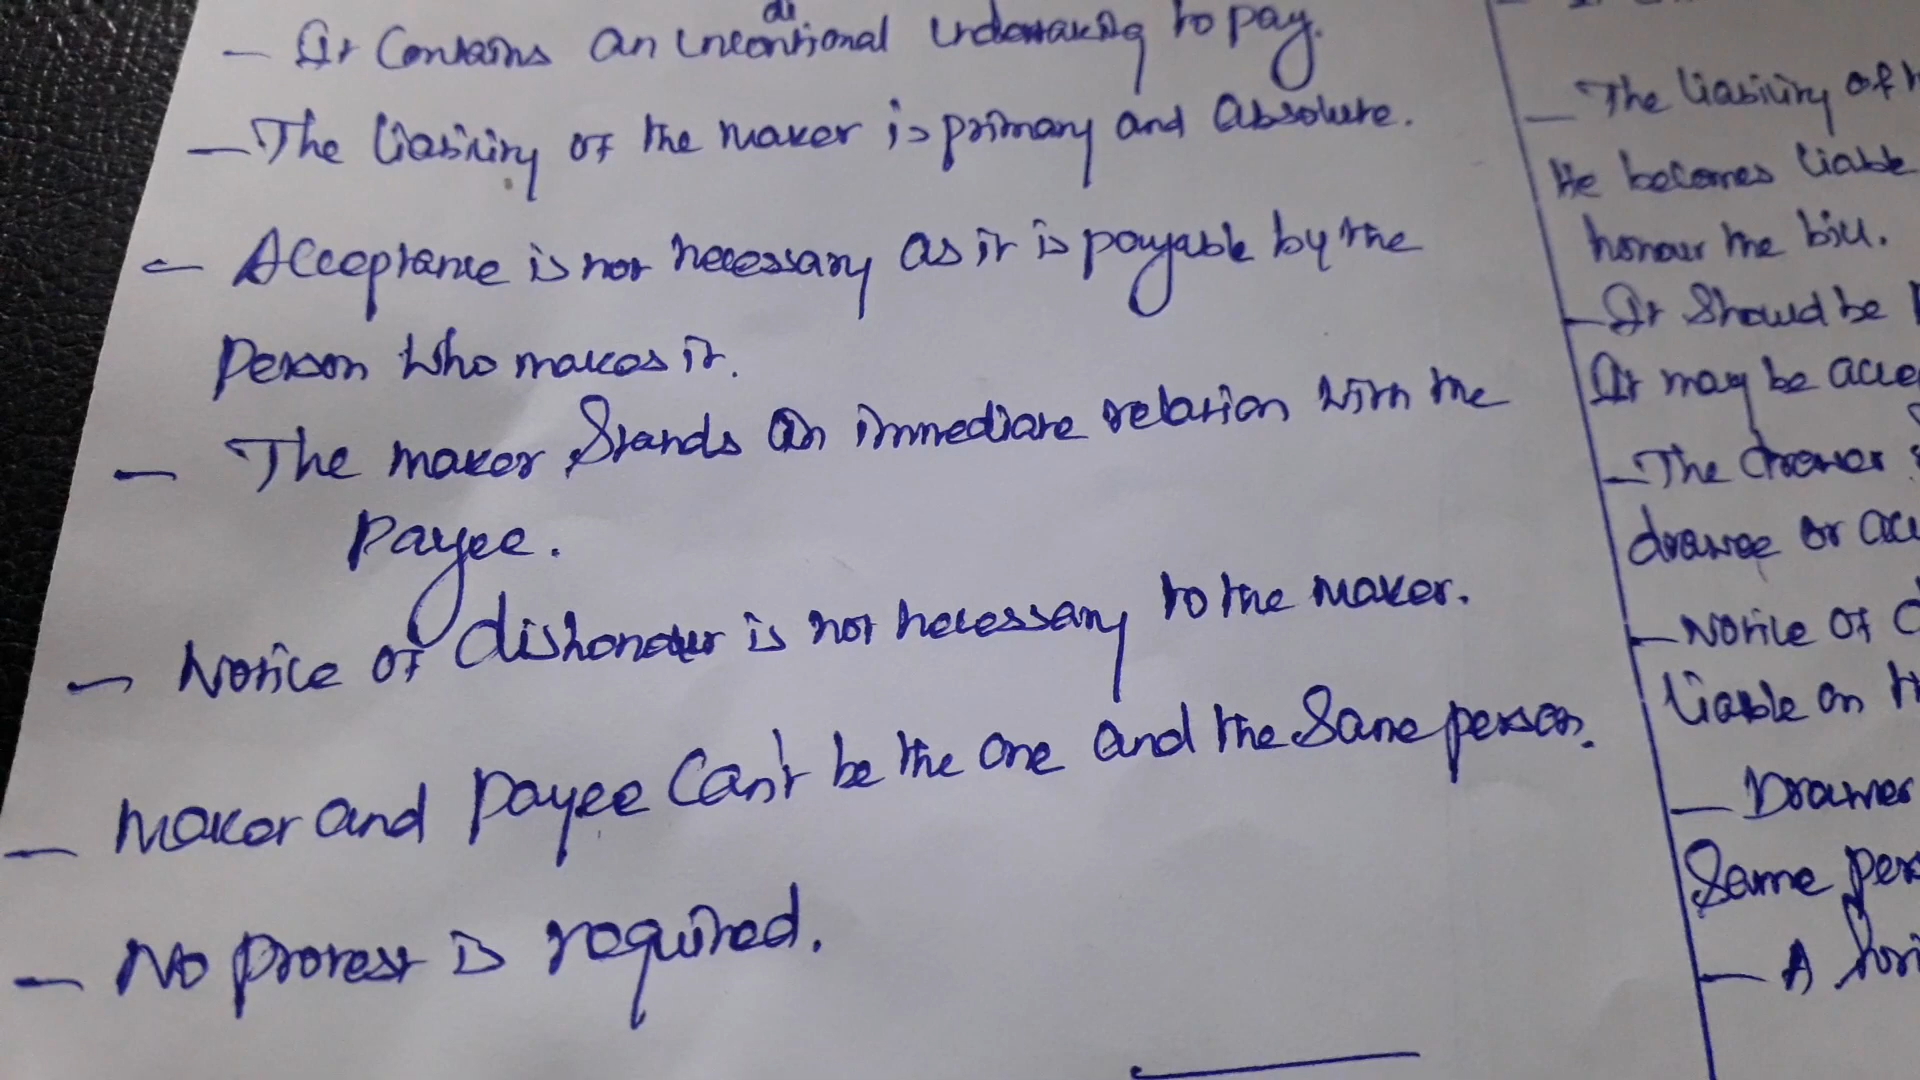 - It Contains an unconditional undertaking to pay.
- The liability of the maker is primary and absolute.
- Acceptance is not necessary as it is payable by the
person who makes it.
- The maker Stands in immediate relation with the
payee.
- Notice of dishonour is not necessary to the maker.
- Maker and payee Can't be the one and the Same person.
- No protest is required.
- The liability of
He becomes liable
honour the bill.
- It Should be
It may be
- The drawer
drawee or
- Notice of
liable on
- Drawer
Same
- A